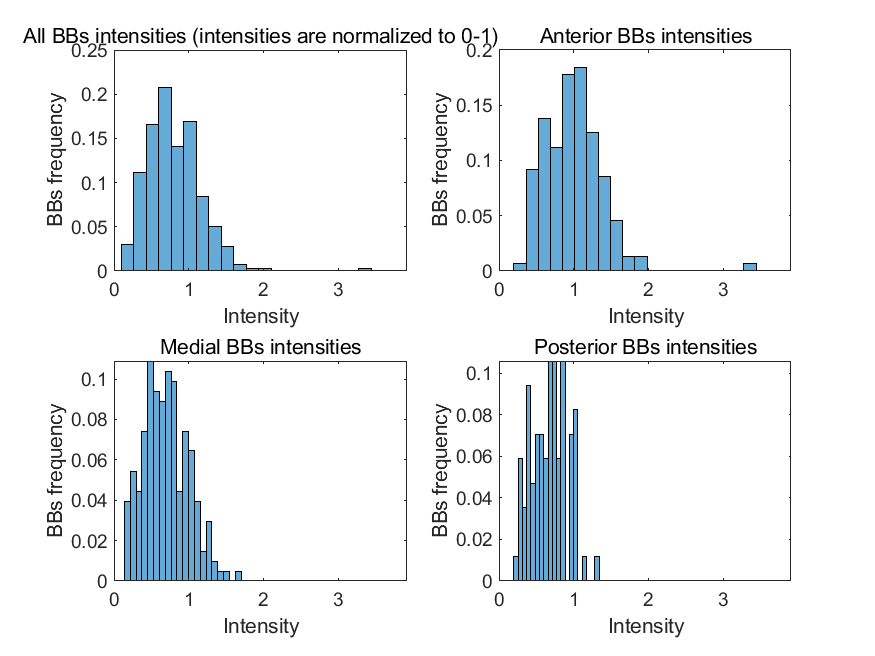 All BBs intensities (intensities are normalized to 0-1)
0.25
0.2
0.15
0.1
0.05
0
BBs frequency
0 1 2 3
Intensity
Anterior BBs intensities
0.2
0.15
0.1
0.05
0
BBs frequency
0 1 2 3
Intensity
Medial BBs intensities
0.1
0.08
0.06
0.04
0.02
0
BBs frequency
0 1 2 3
Intensity
Posterior BBs intensities
0.1
0.08
0.06
0.04
0.02
0
BBs frequency
0 1 2 3
Intensity